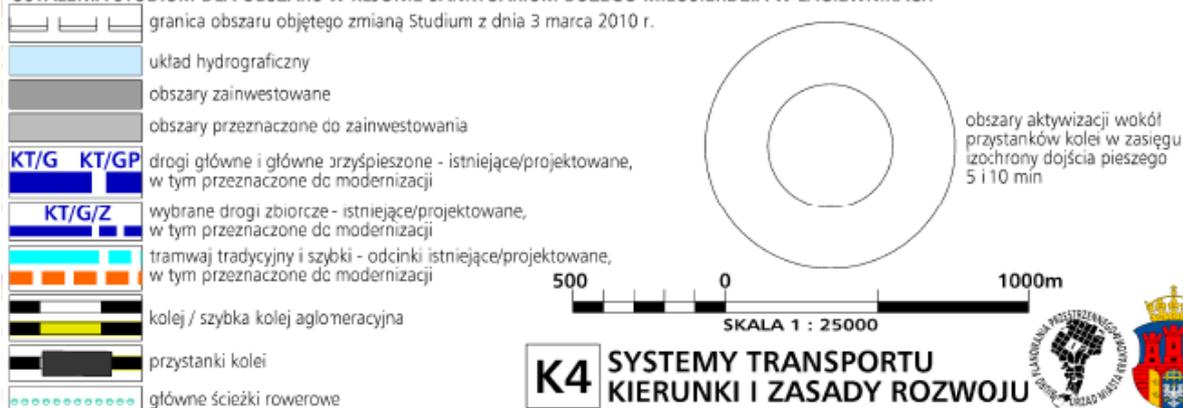 granica obszaru objętego zmianą Studium z dnia 3 marca 2010 r.
układ hydrograficzny
obszary zainwestowane
obszary przeznaczone do zainwestowania
KT/G KT/GP
drogi główne i główne przyśpieszone - istniejące/projektowane,
w tym przeznaczone do modernizacji
KT/G/Z
wybrane drogi zbiorcze - istniejące/projektowane,
w tym przeznaczone do modernizacji
tramwaj tradycyjny i szybki - odcinki istniejące/projektowane,
w tym przeznaczone do modernizacji
kolej / szybka kolej aglomeracyjna
przystanki kolei
główne ścieżki rowerowe
obszary aktywizacji wokół
przystanków kolei w zasięgu
izochrony dojścia pieszego
5 i 10 min
500 0 1000m
SKALA 1 : 25000
K4 SYSTEMY TRANSPORTU
KIERUNKI I ZASADY ROZWOJU